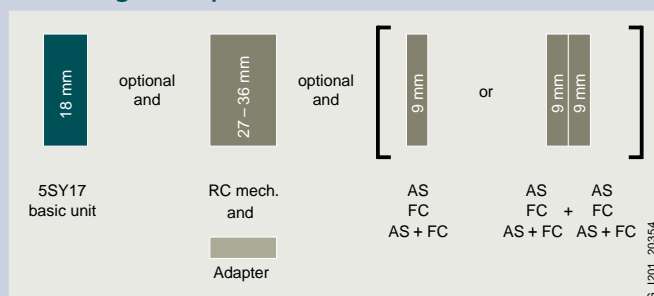 18 mm
optional
and
27 – 36 mm
optional
and
9 mm
or
9 mm
9 mm
5SY17
basic unit
RC mech.
and
Adapter
AS
FC
AS + FC
AS AS
FC + FC
AS + FC AS + FC
I201_20354